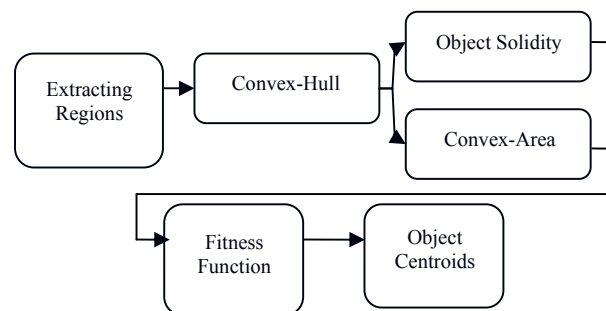 Object Solidity
Extracting
Regions
Convex-Hull
Convex-Area
Fitness
Function
Object
Centroids